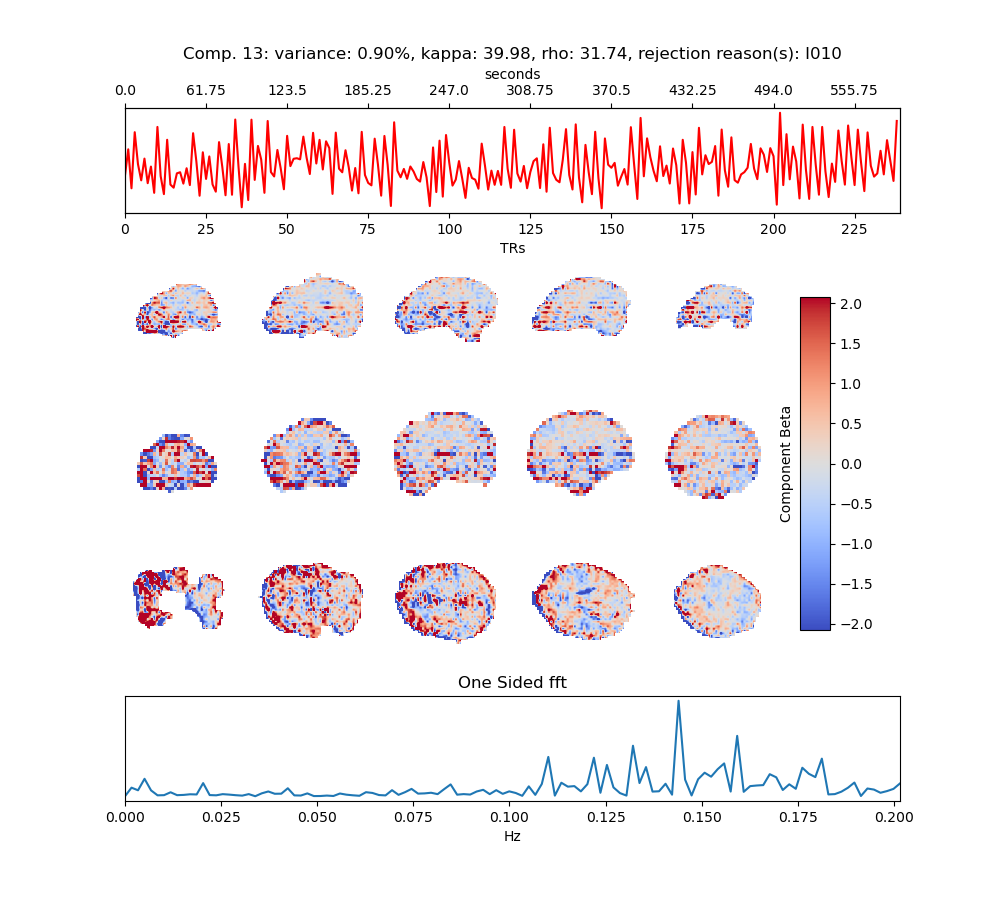 Comp. 13: variance: 0.90%, kappa: 39.98, rho: 31.74, rejection reason(s): I010
seconds
0.0 61.75 123.5 185.25 247.0 308.75 370.5 432.25 494.0 555.75
0 25 50 75 100 125 150 175 200 225
TRs
2.0
1.5
1.0
0.5
0.0
−0.5
−1.0
−1.5
−2.0
Component Beta
One Sided fft
0.000 0.025 0.050 0.075 0.100 0.125 0.150 0.175 0.200
Hz